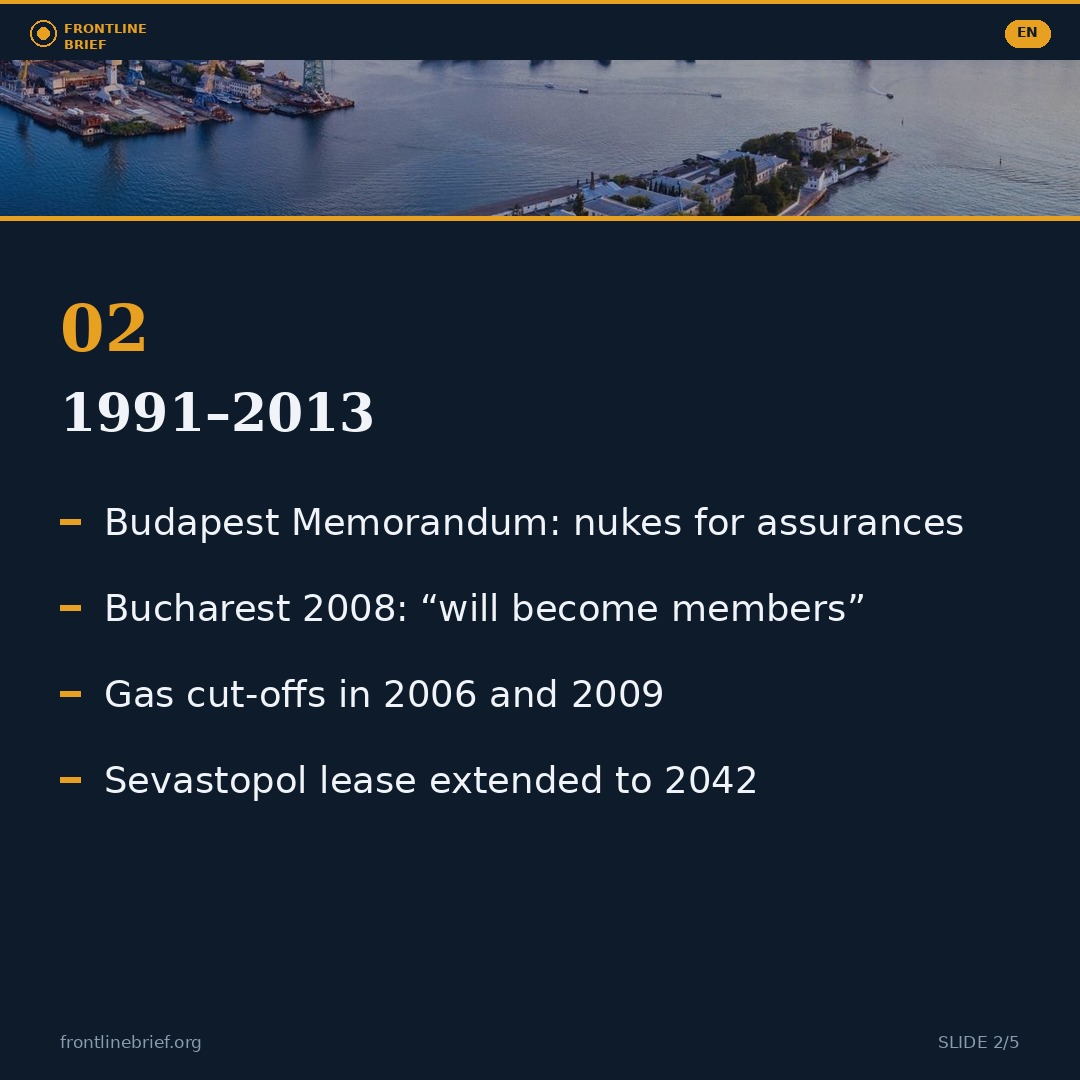 FRONTLINE
BRIEF
EN
02
1991–2013
– Budapest Memorandum: nukes for assurances
– Bucharest 2008: “will become members”
– Gas cut-offs in 2006 and 2009
– Sevastopol lease extended to 2042
frontlinebrief.org
SLIDE 2/5